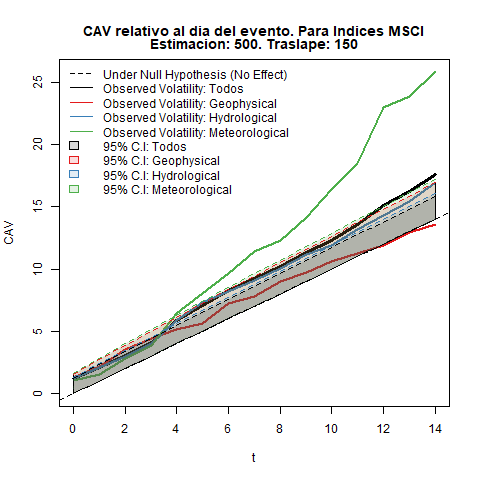 CAV relativo al dia del evento. Para Indices MSCI
Estimacion: 500. Traslape: 150
Under Null Hypothesis (No Effect)
Observed Volatility: Todos
Observed Volatility: Geophysical
Observed Volatility: Hydrological
Observed Volatility: Meteorological
95% C.I: Todos
95% C.I: Geophysical
95% C.I: Hydrological
95% C.I: Meteorological
CAV
25
20
15
10
5
0
0 2 4 6 8 10 12 14
t